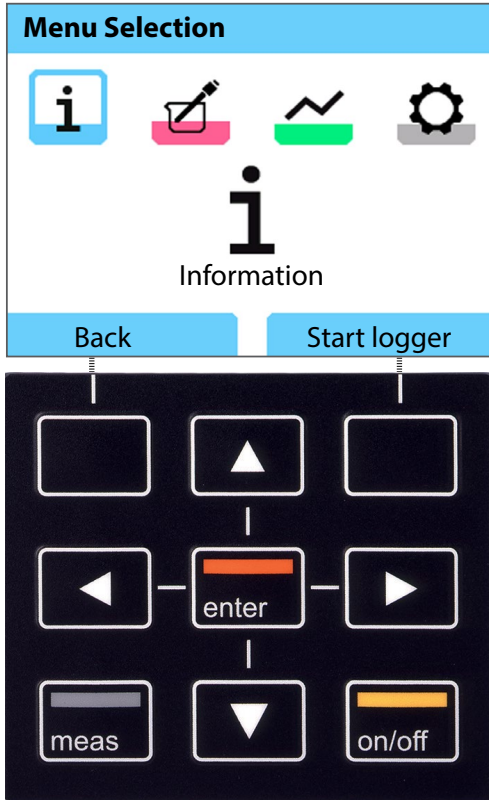 Menu Selection
i
i
Information
Back Start logger
enter
meas on/off